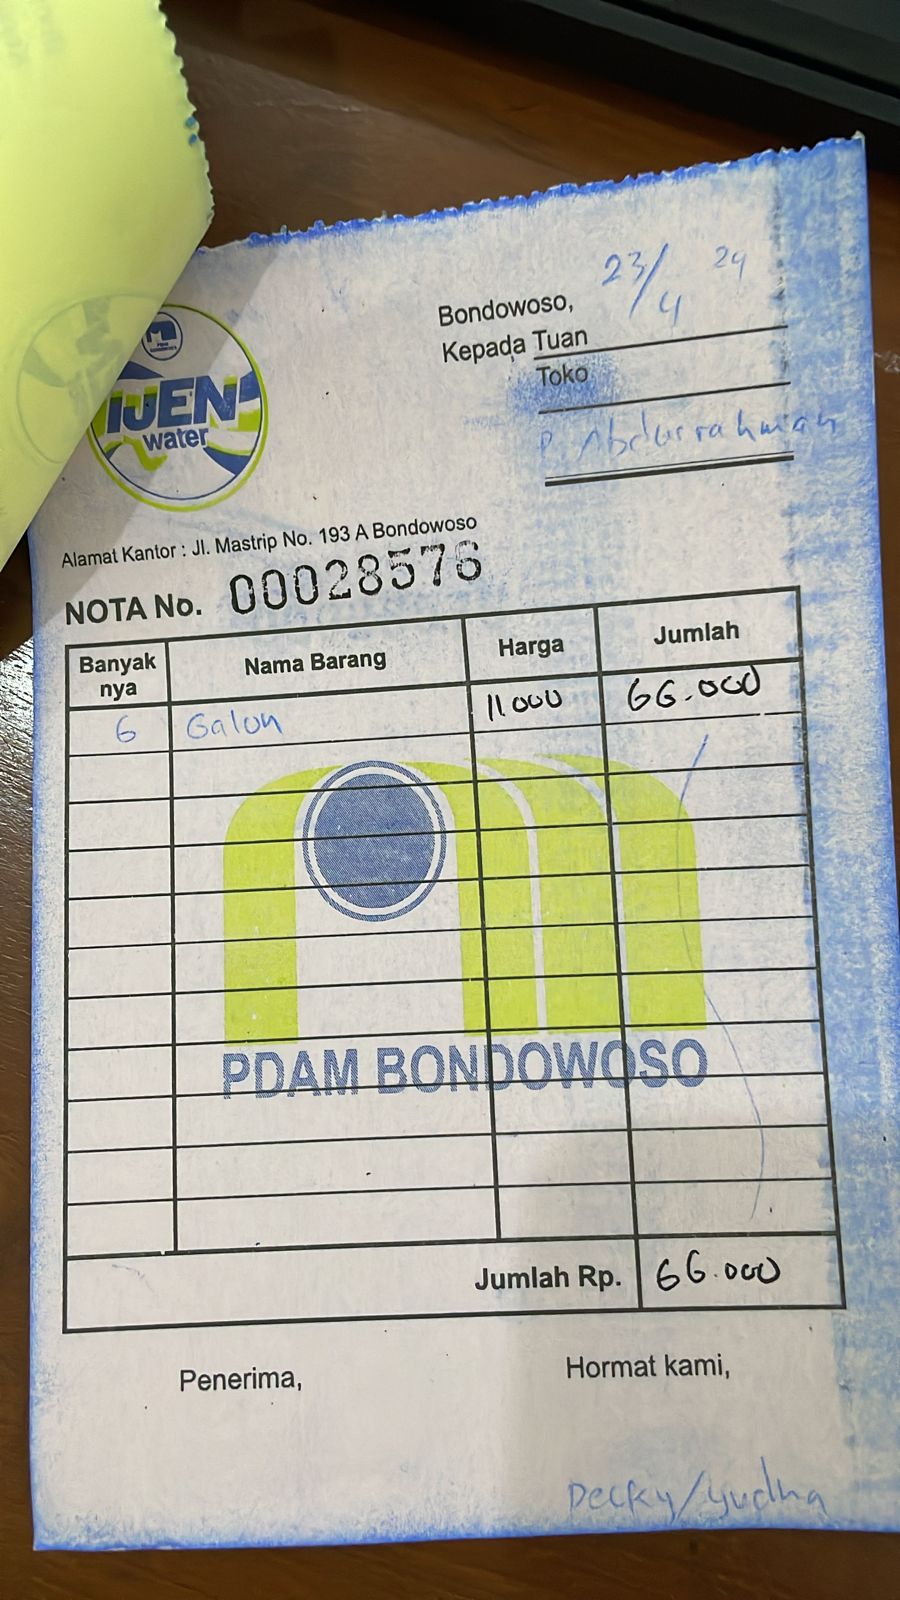 23/4 24
Bondowoso,
Kepada Tuan
Toko
P. Abdurrahman
IJEN
water
Alamat Kantor : Jl. Mastrip No. 193 A Bondowoso
NOTA No. 00028576
Banyak nya Nama Barang Harga Jumlah
6 Galon 11.000 66.000
PDAM BONDOWOSO
Jumlah Rp. 66.000
Penerima, Hormat kami,
Decky/Yudha